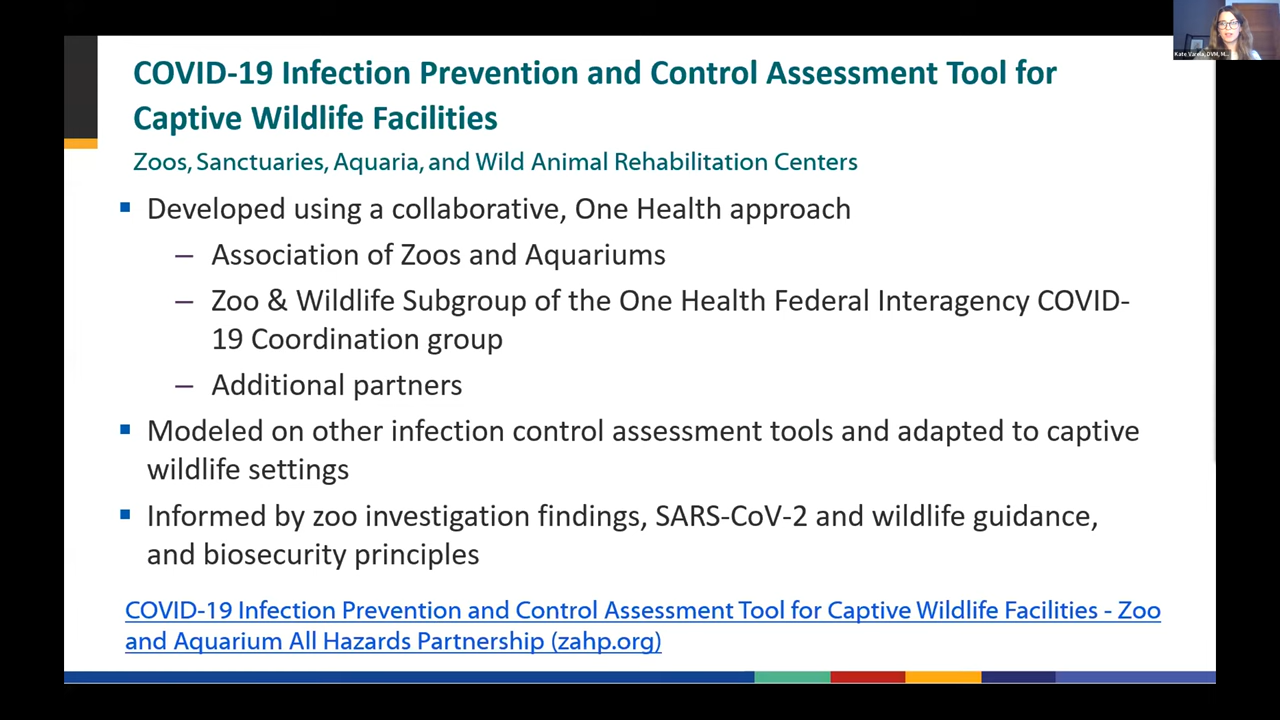 Kate Varela, DVM, M...
COVID-19 Infection Prevention and Control Assessment Tool for
Captive Wildlife Facilities
Zoos, Sanctuaries, Aquaria, and Wild Animal Rehabilitation Centers
▪ Developed using a collaborative, One Health approach
– Association of Zoos and Aquariums
– Zoo & Wildlife Subgroup of the One Health Federal Interagency COVID-
19 Coordination group
– Additional partners
▪ Modeled on other infection control assessment tools and adapted to captive
wildlife settings
▪ Informed by zoo investigation findings, SARS-CoV-2 and wildlife guidance,
and biosecurity principles
COVID-19 Infection Prevention and Control Assessment Tool for Captive Wildlife Facilities - Zoo
and Aquarium All Hazards Partnership (zahp.org)